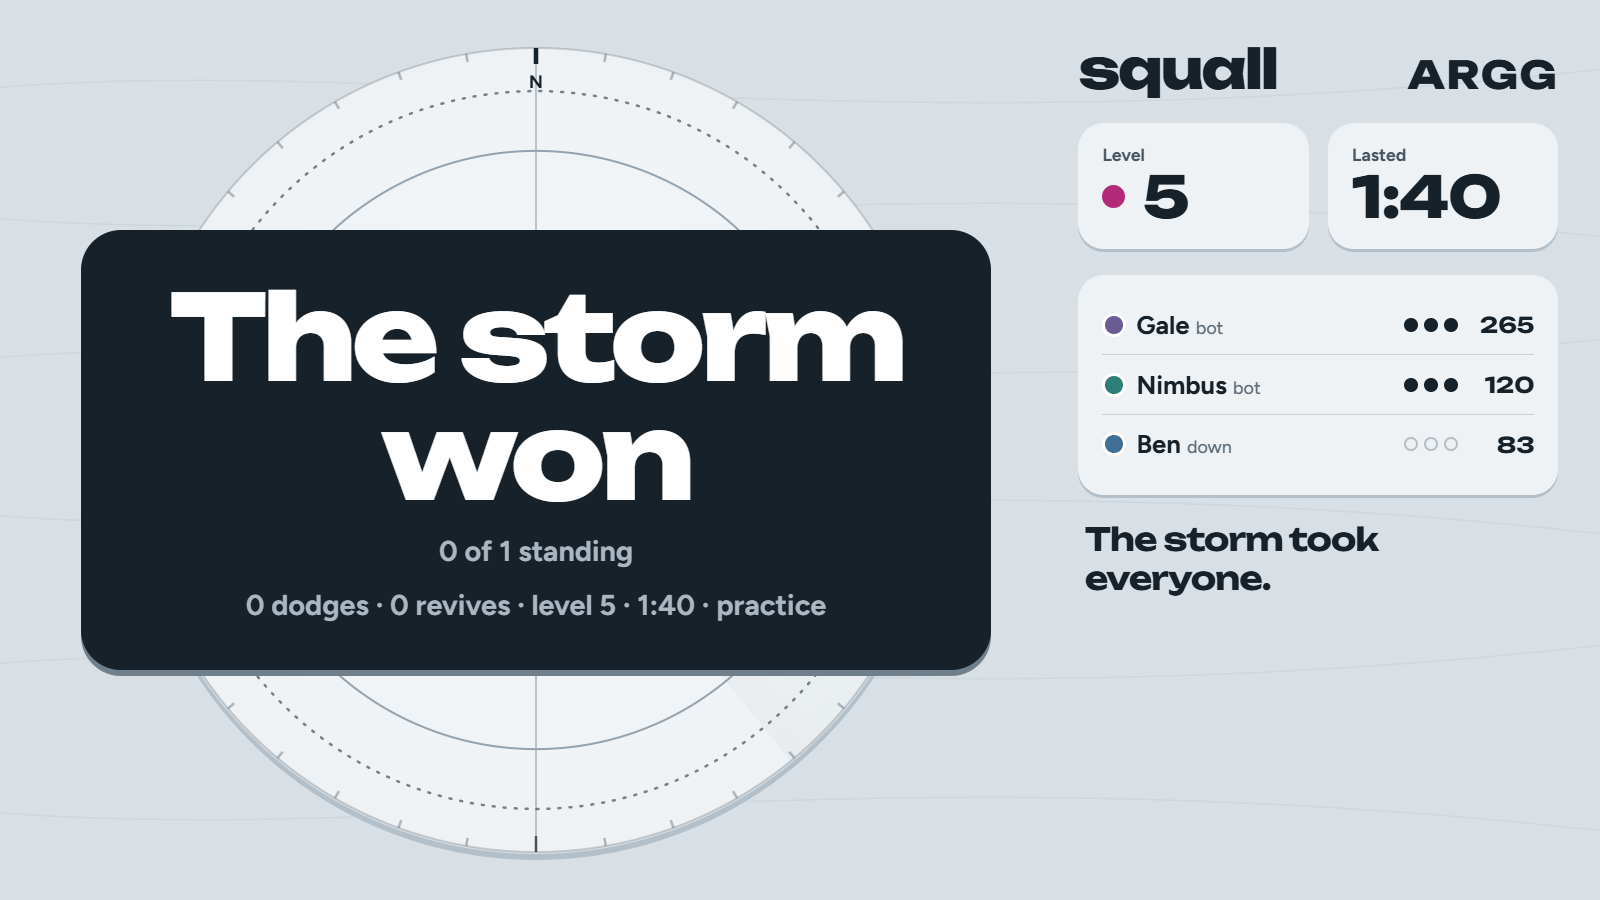 N
The storm
won
0 of 1 standing
0 dodges · 0 revives · level 5 · 1:40 · practice
squall
ARGG
Level
5
Lasted
1:40
Gale bot 265
Nimbus bot 120
Ben down 83
The storm took
everyone.